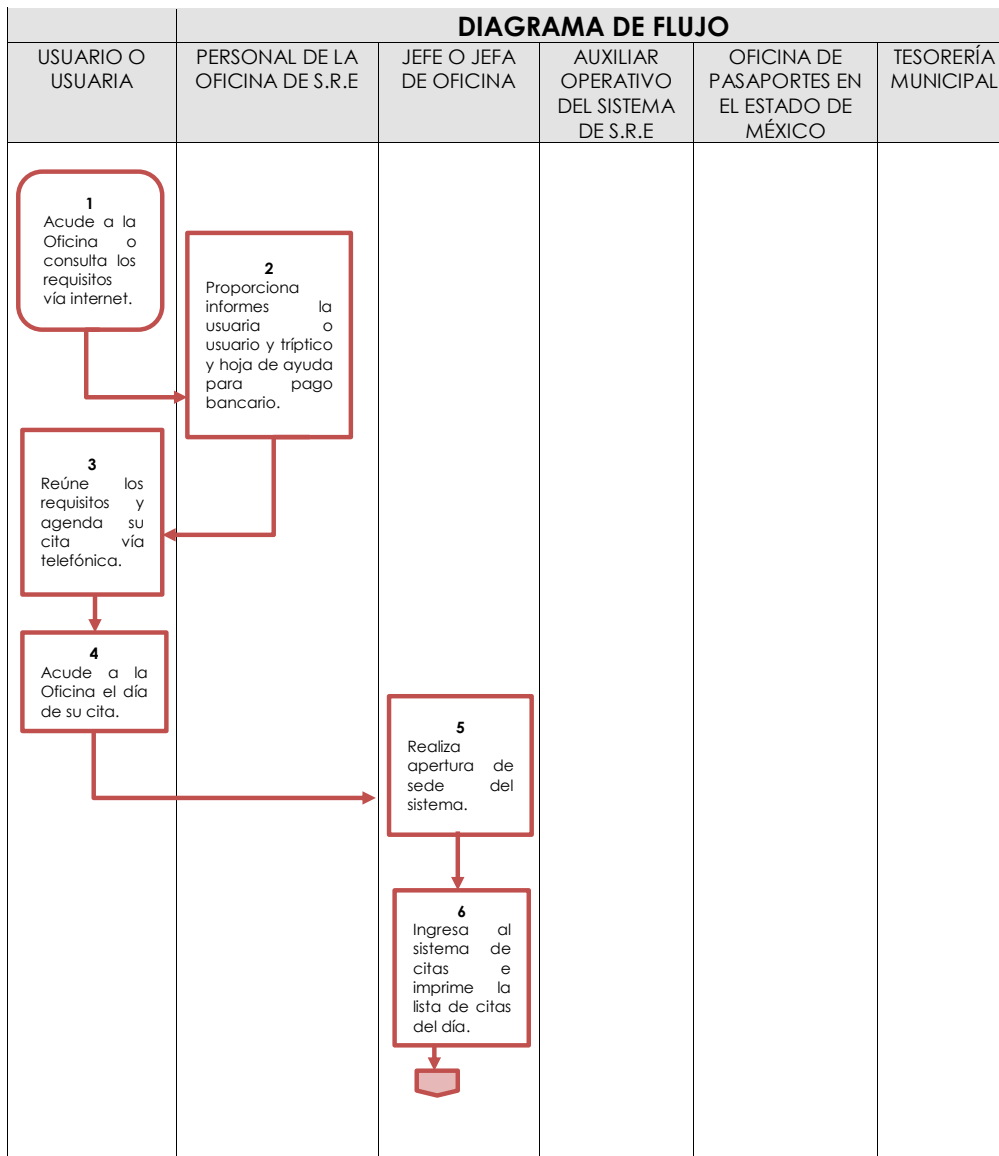 DIAGRAMA DE FLUJO
USUARIO O
USUARIA
PERSONAL DE LA
OFICINA DE S.R.E
JEFE O JEFA
DE OFICINA
AUXILIAR
OPERATIVO
DEL SISTEMA
DE S.R.E
OFICINA DE
PASAPORTES EN
EL ESTADO DE
MÉXICO
TESORERÍA
MUNICIPAL
1
Acude a la
Oficina o
consulta los
requisitos
vía internet.
2
Proporciona
informes la
usuaria o
usuario y tríptico
y hoja de ayuda
para pago
bancario.
3
Reúne los
requisitos y
agenda su
cita vía
telefónica.
4
Acude a la
Oficina el día
de su cita.
5
Realiza
apertura de
sede del
sistema.
6
Ingresa al
sistema de
citas e
imprime la
lista de citas
del día.